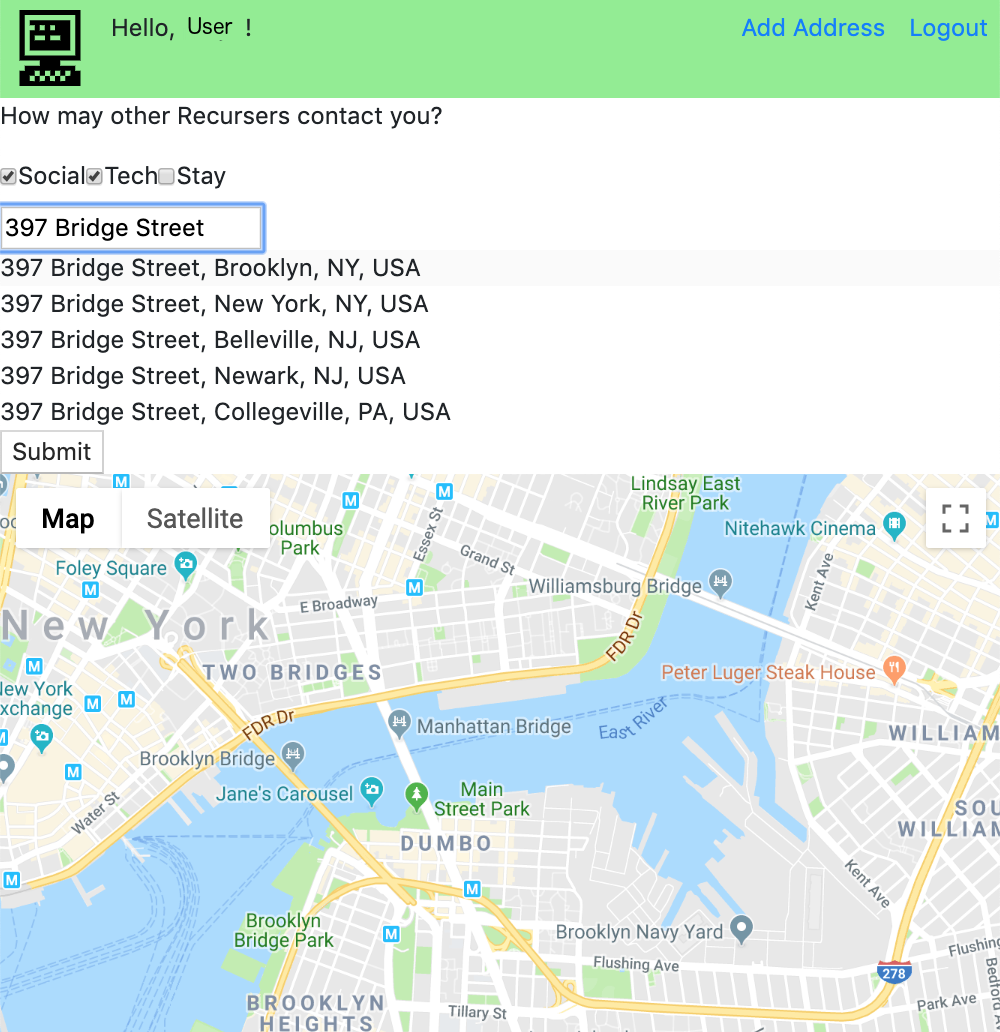 Hello, User !
Add Address Logout
How may other Recursers contact you?
Social Tech Stay
397 Bridge Street
397 Bridge Street, Brooklyn, NY, USA
397 Bridge Street, New York, NY, USA
397 Bridge Street, Belleville, NJ, USA
397 Bridge Street, Newark, NJ, USA
397 Bridge Street, Collegeville, PA, USA
Submit
Map Satellite
M
M
M
M
Lindsay East
River Park
olumbus
Park
Essex St
Grand St
Nitehawk Cinema
Foley Square
M
M
E Broadway
Williamsburg Bridge
Kent Ave
New York
FDR Dr
M
TWO BRIDGES
Peter Luger Steak House
New York
xchange
M
M
FDR Dr
Manhattan Bridge
East River
WILLIAM
Brooklyn Bridge
M
Jane's Carousel
Main
Street Park
Water St
SOU
WILLIAM
DUMBO
Kent Ave
M
M
Brooklyn
Bridge Park
M
Brooklyn Navy Yard
Flushing Ave
Flushing
278
Bedford
BROOKLYN
HEIGHTS
Tillary St
Park Ave